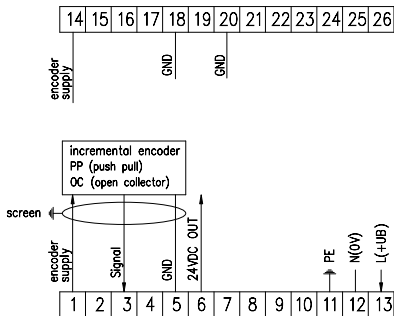 14 15 16 17 18 19 20 21 22 23 24 25 26
encoder
supply
GND
GND
incremental encoder
PP (push pull)
OC (open collector)
screen
encoder
supply
Signal
GND
24VDC OUT
PE
N(0V)
L(+UB)
1 2 3 4 5 6 7 8 9 10 11 12 13